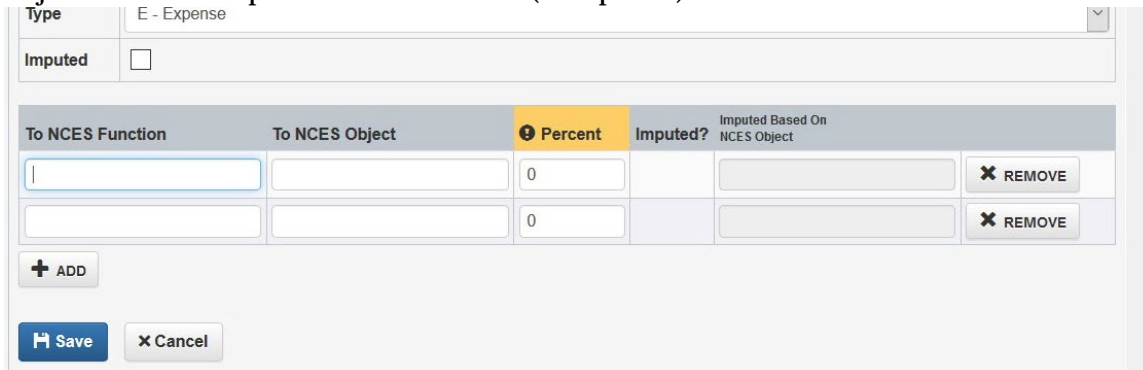 Type E - Expense
Imputed
To NCES Function To NCES Object Percent Imputed? Imputed Based On NCES Object
0 REMOVE
0 REMOVE
ADD
Save Cancel